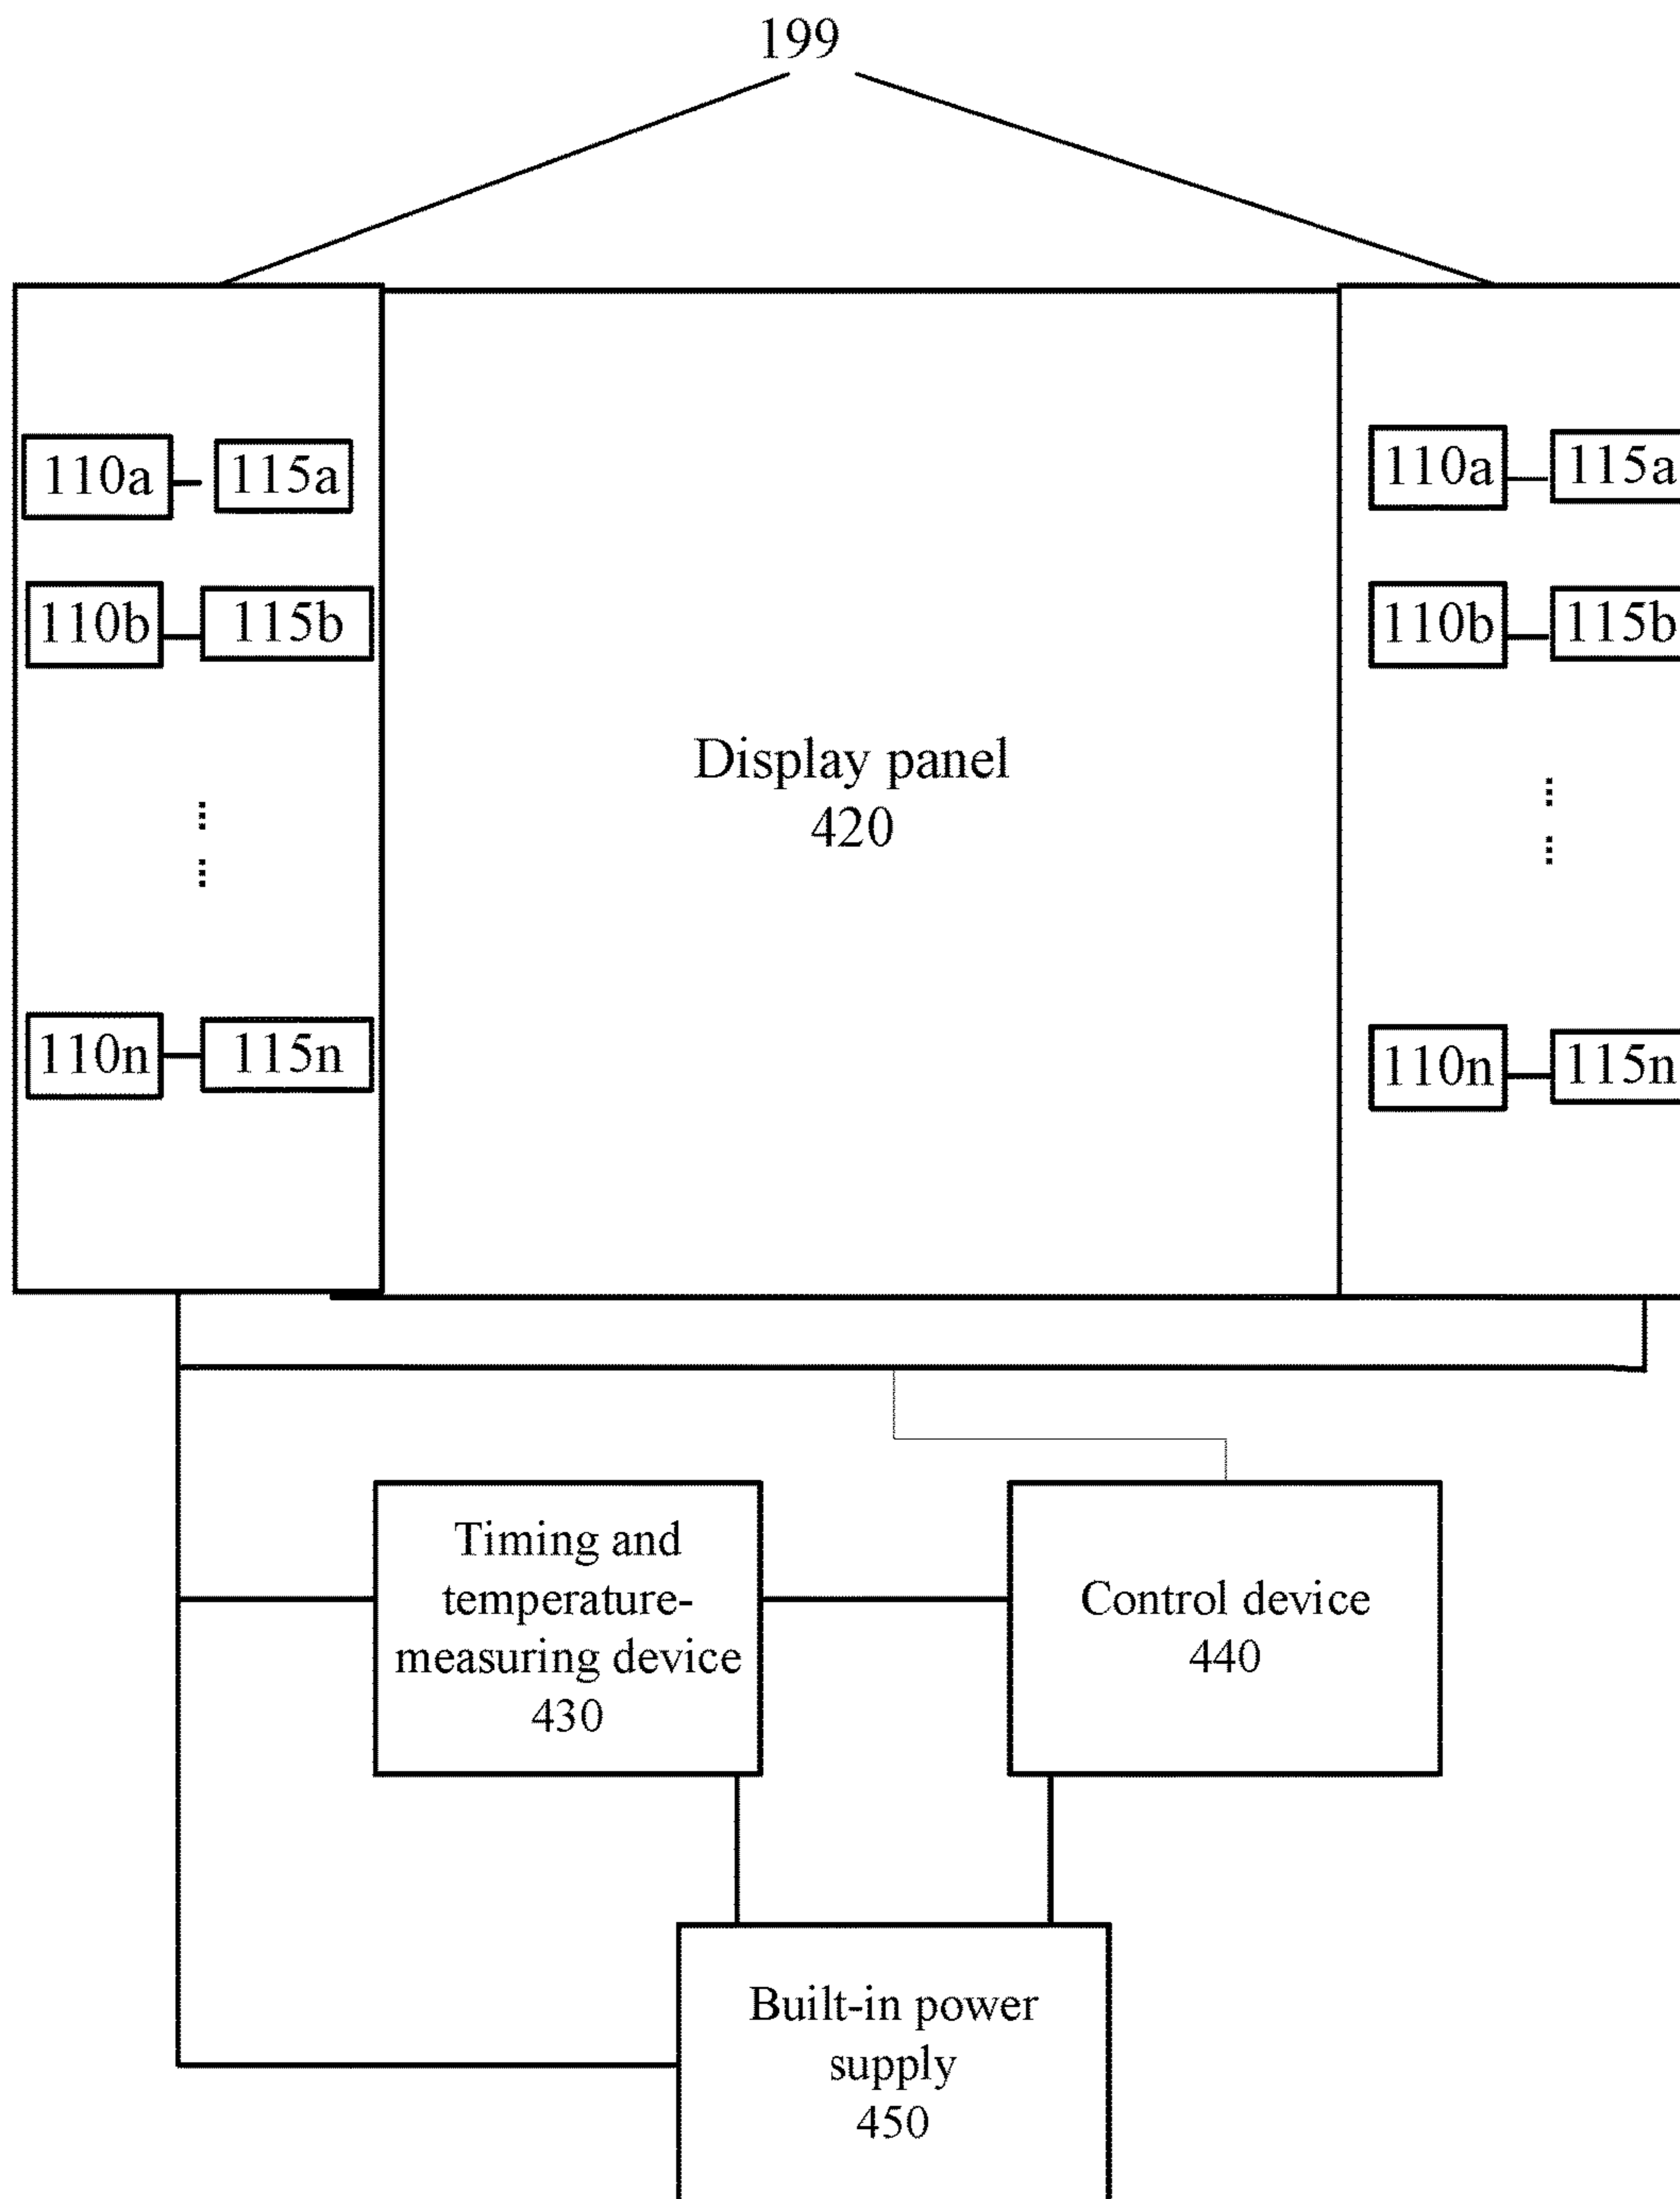 199
110a 115a
110b 115b
110n 115n
Display panel
420
110a 115a
110b 115b
110n 115n
Timing and
temperature-
measuring device
430
Control device
440
Built-in power
supply
450